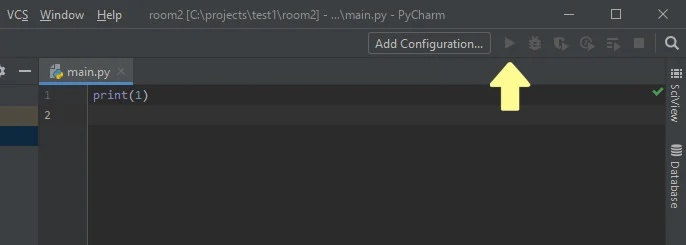 VCS Window Help room2 [C:\projects\test1\room2] - ...\main.py - PyCharm
Add Configuration...
main.py
1 print(1)
2
SciView
Database